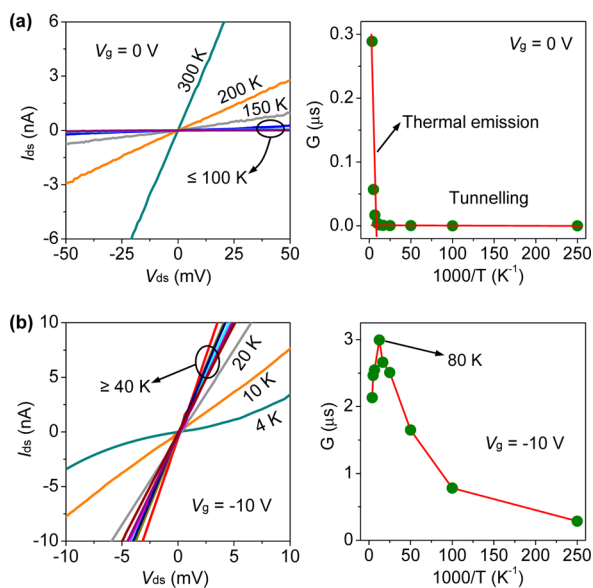 (a)
6
3
0
-3
6
Ids (nA)
Vg = 0 V
300 K
200 K
150 K
≤ 100 K
-50
-25
0
25
50
Vds (mV)
0.3
0.2
0.1
0.0
G (μs)
Vg = 0 V
Thermal emission
Tunnelling
0
50
100
150
200
250
1000/T (K-1)
(b)
10
5
0
-5
-10
Ids (nA)
≥ 40 K
20 K
10 K
4 K
Vg = -10 V
-10
-5
0
5
10
Vds (mV)
3
2
1
0
G (μs)
80 K
Vg = -10 V
0
50
100
150
200
250
1000/T (K-1)